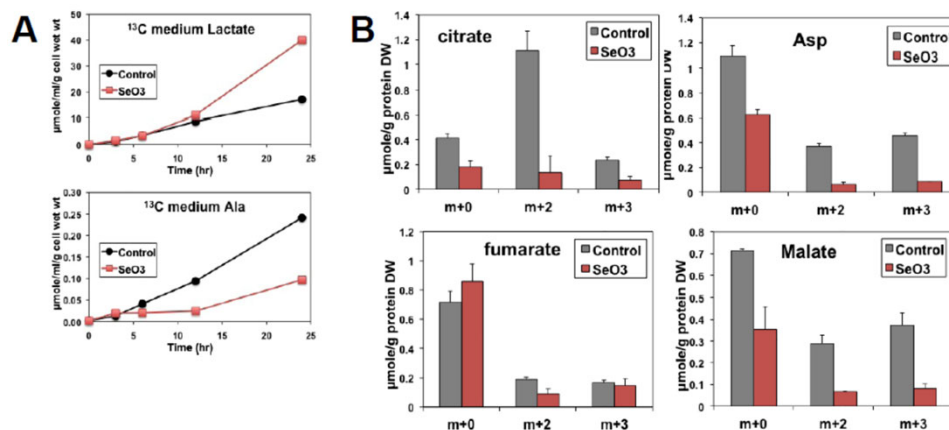 A
¹³C medium Lactate
µmole/ml/g cell wet wt
50
40
30
20
10
0
Control
SeO3
0 5 10 15 20 25
Time (hr)
¹³C medium Ala
µmole/ml/g cell wet wt
0.30
0.25
0.20
0.15
0.10
0.05
0.00
Control
SeO3
0 5 10 15 20 25
Time (hr)
B
citrate
µmole/g protein DW
1.4
1.2
1
0.8
0.6
0.4
0.2
0
Control
SeO3
m+0 m+2 m+3
Asp
µmole/g protein DW
1.4
1.2
1
0.8
0.6
0.4
0.2
0
Control
SeO3
m+0 m+2 m+3
fumarate
µmole/g protein DW
1.2
1
0.8
0.6
0.4
0.2
0
Control
SeO3
m+0 m+2 m+3
Malate
µmole/g protein DW
0.8
0.7
0.6
0.5
0.4
0.3
0.2
0.1
0
Control
SeO3
m+0 m+2 m+3